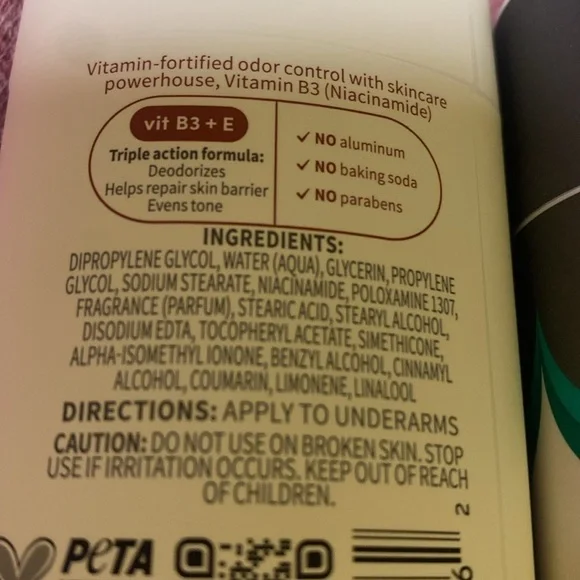 Vitamin-fortified odor control with skincare
powerhouse, Vitamin B3 (Niacinamide)
vit B3 + E
Triple action formula:
Deodorizes
Helps repair skin barrier
Evens tone
✓ NO aluminum
✓ NO baking soda
✓ NO parabens
INGREDIENTS:
DIPROPYLENE GLYCOL, WATER (AQUA), GLYCERIN, PROPYLENE
GLYCOL, SODIUM STEARATE, NIACINAMIDE, POLOXAMINE 1307,
FRAGRANCE (PARFUM), STEARIC ACID, STEARYL ALCOHOL,
DISODIUM EDTA, TOCOPHERYL ACETATE, SIMETHICONE,
ALPHA-ISOMETHYL IONONE, BENZYL ALCOHOL, CINNAMYL
ALCOHOL, COUMARIN, LIMONENE, LINALOOL
DIRECTIONS: APPLY TO UNDERARMS
CAUTION: DO NOT USE ON BROKEN SKIN. STOP
USE IF IRRITATION OCCURS. KEEP OUT OF REACH
OF CHILDREN.
PeTA
2